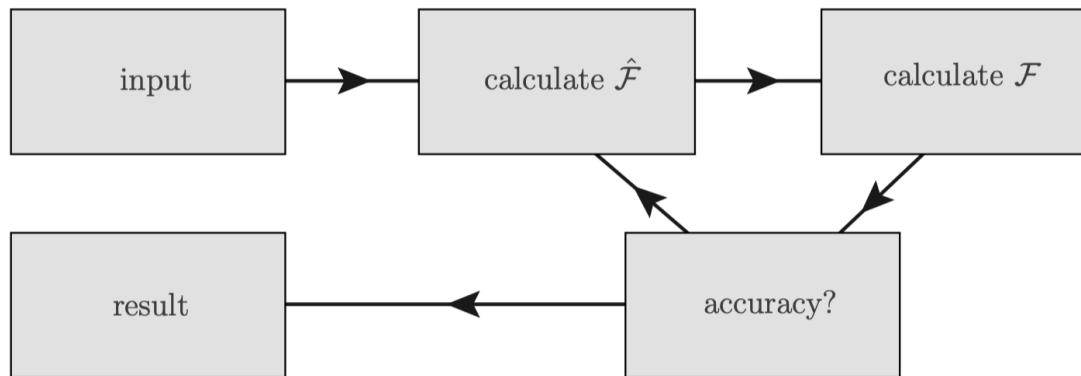 input
calculate $\hat{\mathcal{F}}$
calculate $\mathcal{F}$
result
accuracy?